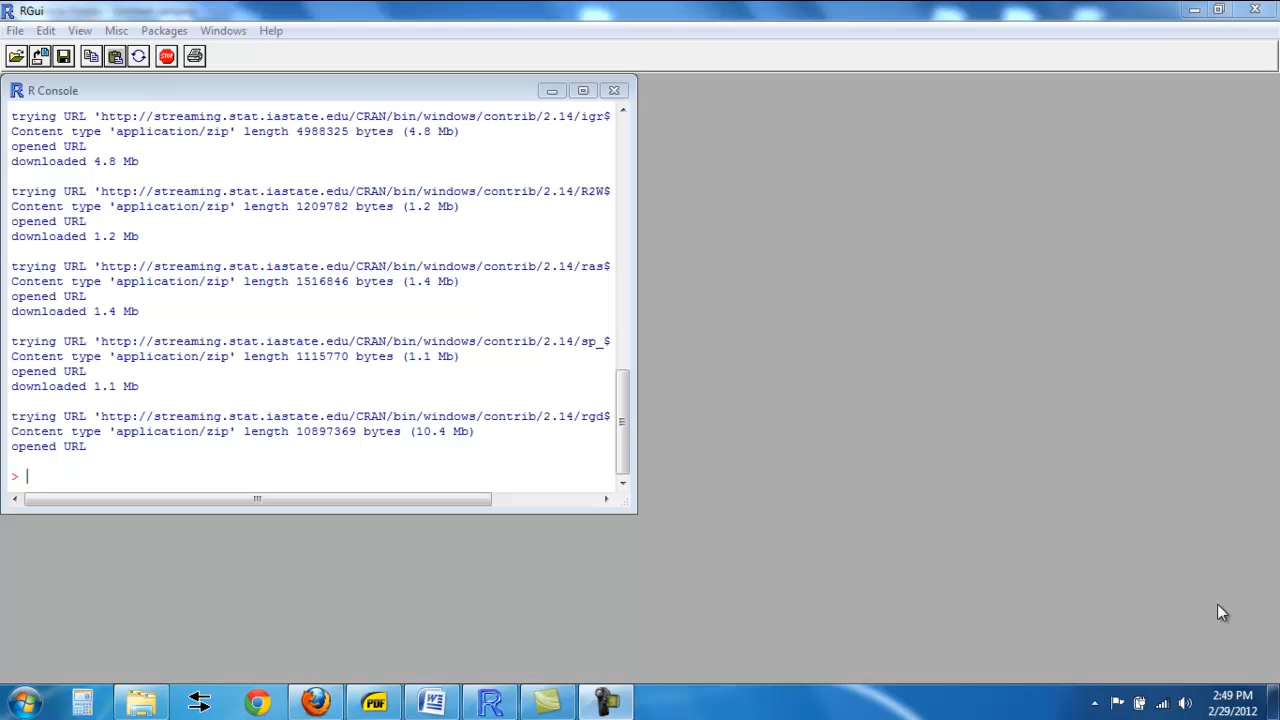 RGui
File Edit View Misc Packages Windows Help
STOP
R Console
trying URL 'http://streaming.stat.iastate.edu/CRAN/bin/windows/contrib/2.14/igr$
Content type 'application/zip' length 4988325 bytes (4.8 Mb)
opened URL
downloaded 4.8 Mb
trying URL 'http://streaming.stat.iastate.edu/CRAN/bin/windows/contrib/2.14/R2W$
Content type 'application/zip' length 1209782 bytes (1.2 Mb)
opened URL
downloaded 1.2 Mb
trying URL 'http://streaming.stat.iastate.edu/CRAN/bin/windows/contrib/2.14/ras$
Content type 'application/zip' length 1516846 bytes (1.4 Mb)
opened URL
downloaded 1.4 Mb
trying URL 'http://streaming.stat.iastate.edu/CRAN/bin/windows/contrib/2.14/sp_$
Content type 'application/zip' length 1115770 bytes (1.1 Mb)
opened URL
downloaded 1.1 Mb
trying URL 'http://streaming.stat.iastate.edu/CRAN/bin/windows/contrib/2.14/rgd$
Content type 'application/zip' length 10897369 bytes (10.4 Mb)
opened URL
>
PDF
2:49 PM
2/29/2012